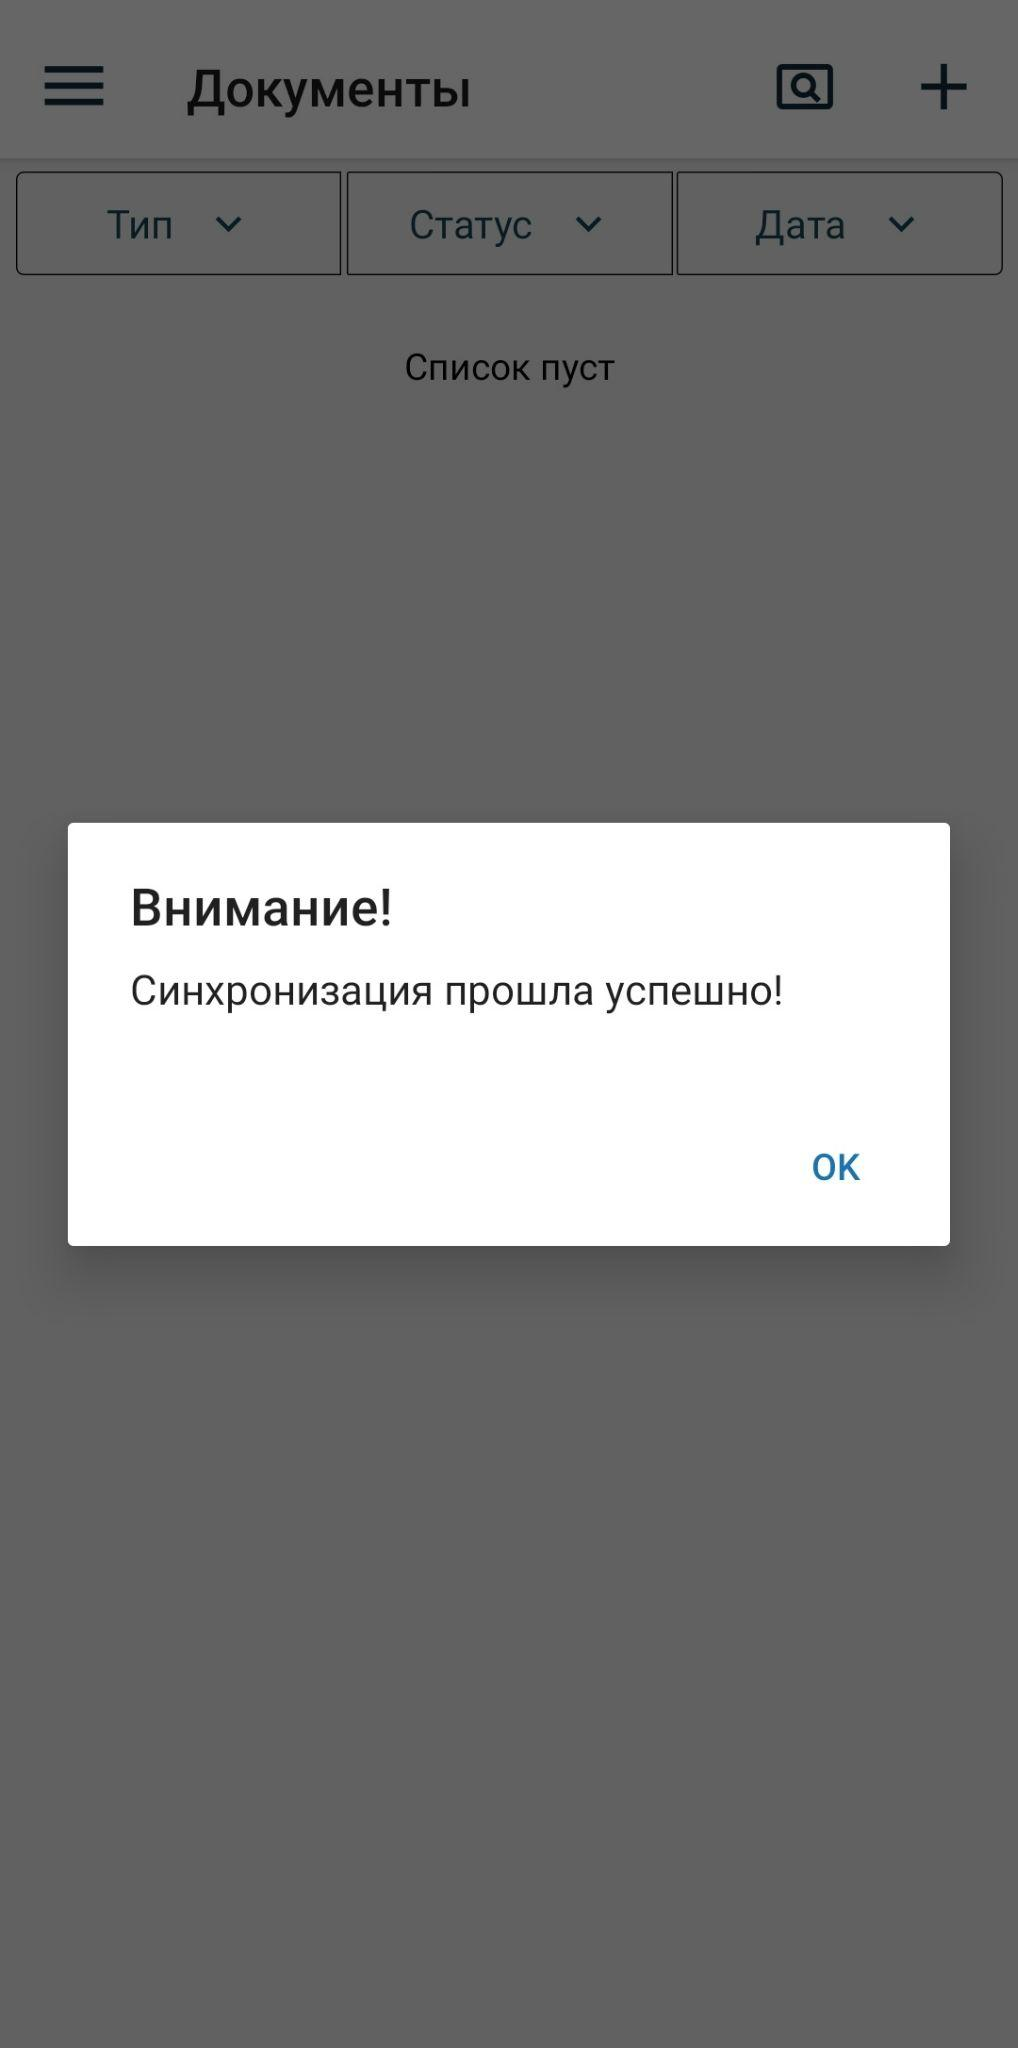 Документы
Тип
Статус
Дата
Список пуст
Внимание!
Синхронизация прошла успешно!
OK